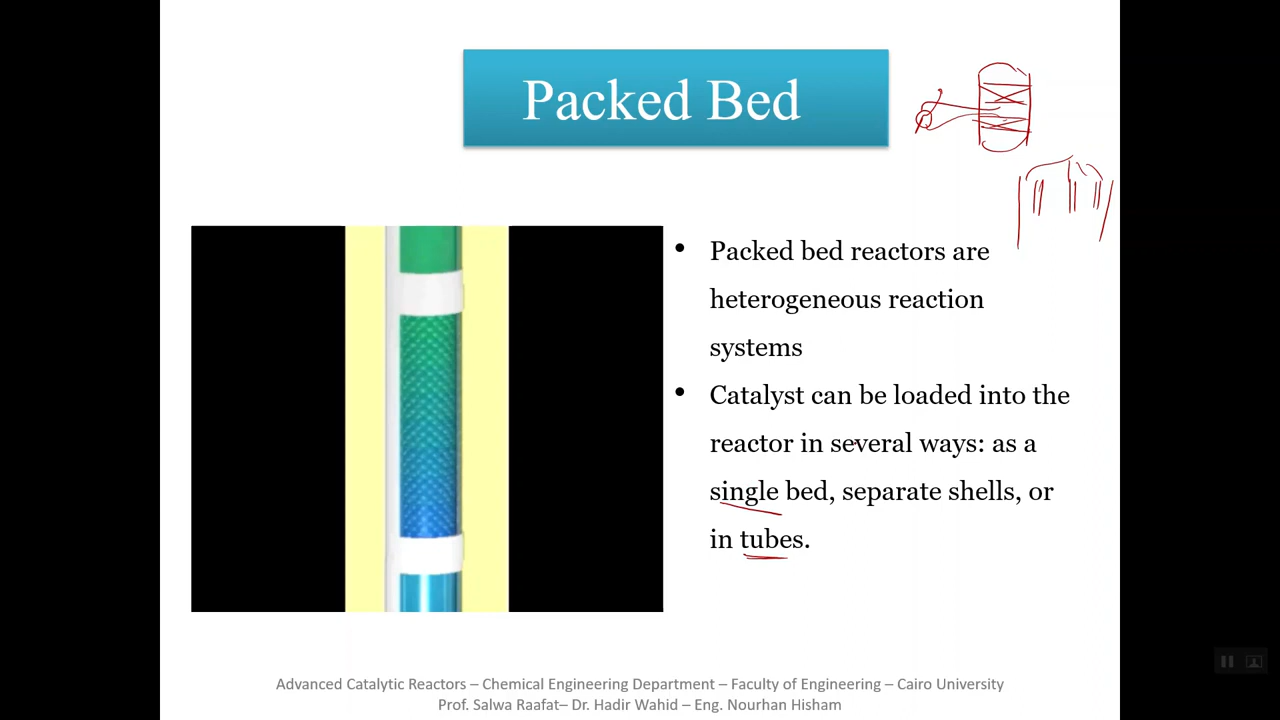 Packed Bed
• Packed bed reactors are
heterogeneous reaction
systems
• Catalyst can be loaded into the
reactor in several ways: as a
single bed, separate shells, or
in tubes.
Advanced Catalytic Reactors – Chemical Engineering Department – Faculty of Engineering – Cairo University
Prof. Salwa Raafat– Dr. Hadir Wahid – Eng. Nourhan Hisham